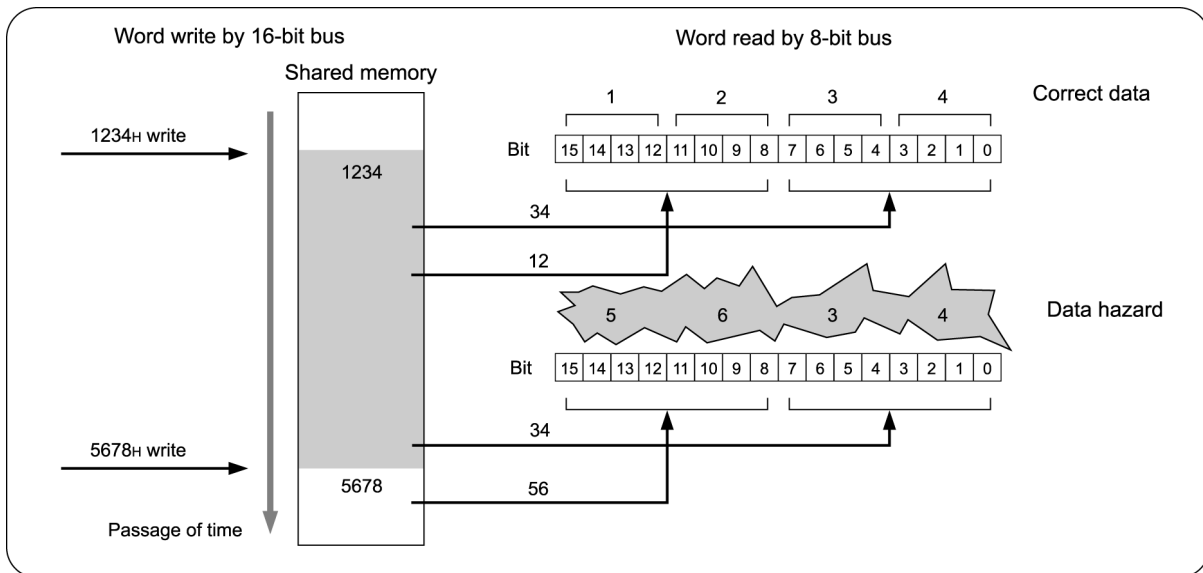 Word write by 16-bit bus
Word read by 8-bit bus
Shared memory
1 2 3 4 Correct data
1234H write
Bit 15 14 13 12 11 10 9 8 7 6 5 4 3 2 1 0
1234
34
12
5 6 3 4 Data hazard
Bit 15 14 13 12 11 10 9 8 7 6 5 4 3 2 1 0
34
5678H write
5678
56
Passage of time